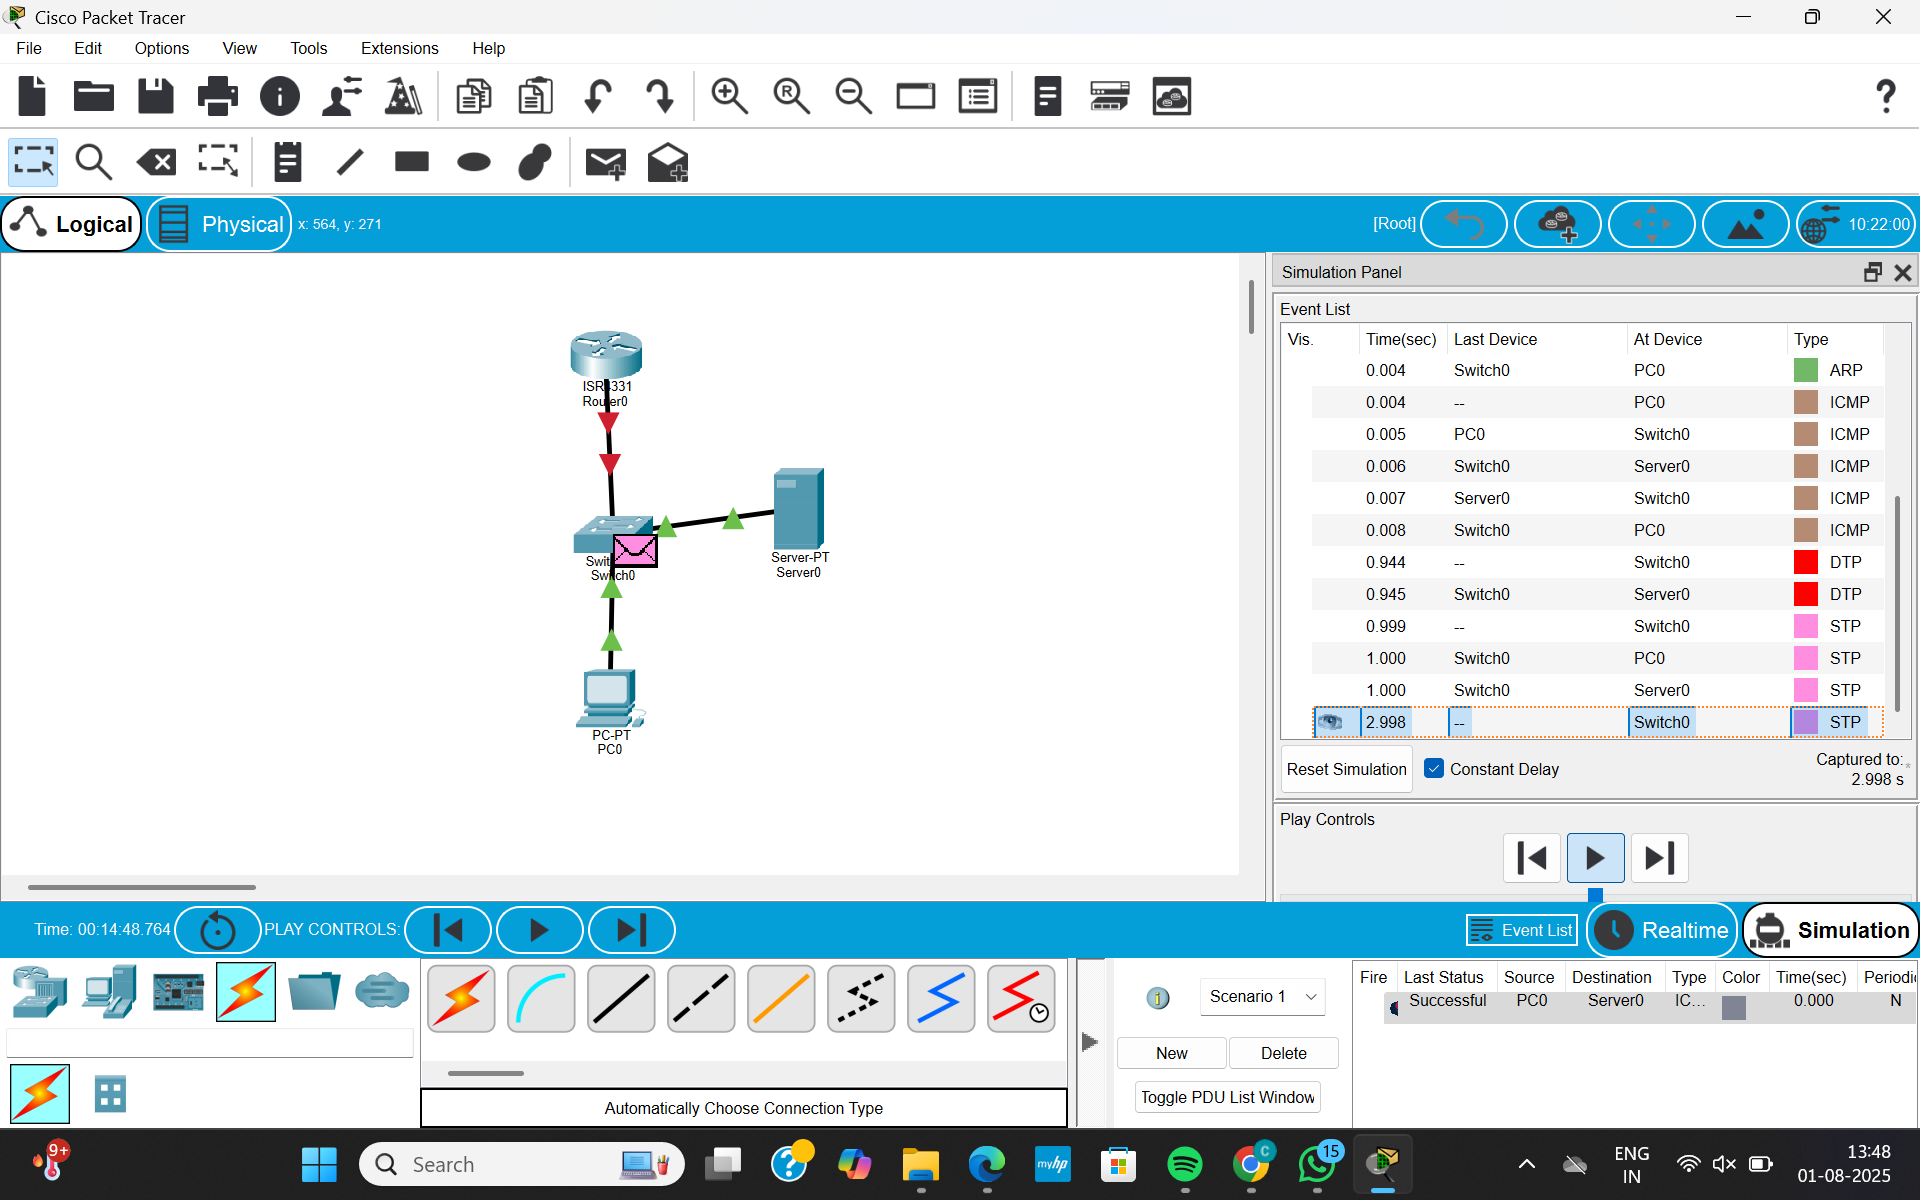 Cisco Packet Tracer
File Edit Options View Tools Extensions Help
Logical Physical x: 564, y: 271 [Root] 10:22:00
ISR4331
Router0
Switch0
Server-PT
Server0
PC-PT
PC0
Simulation Panel
Event List
Vis. Time(sec) Last Device At Device Type
0.004 Switch0 PC0 ARP
0.004 -- PC0 ICMP
0.005 PC0 Switch0 ICMP
0.006 Switch0 Server0 ICMP
0.007 Server0 Switch0 ICMP
0.008 Switch0 PC0 ICMP
0.944 -- Switch0 DTP
0.945 Switch0 Server0 DTP
0.999 -- Switch0 STP
1.000 Switch0 PC0 STP
1.000 Switch0 Server0 STP
2.998 -- Switch0 STP
Reset Simulation Constant Delay Captured to: *
2.998 s
Play Controls
Time: 00:14:48.764 PLAY CONTROLS: Event List Realtime Simulation
Automatically Choose Connection Type
Scenario 1
New Delete
Toggle PDU List Window
Fire Last Status Source Destination Type Color Time(sec) Periodic
Successful PC0 Server0 IC... 0.000 N
9+ Search myhp C 15 ENG
IN
13:48
01-08-2025